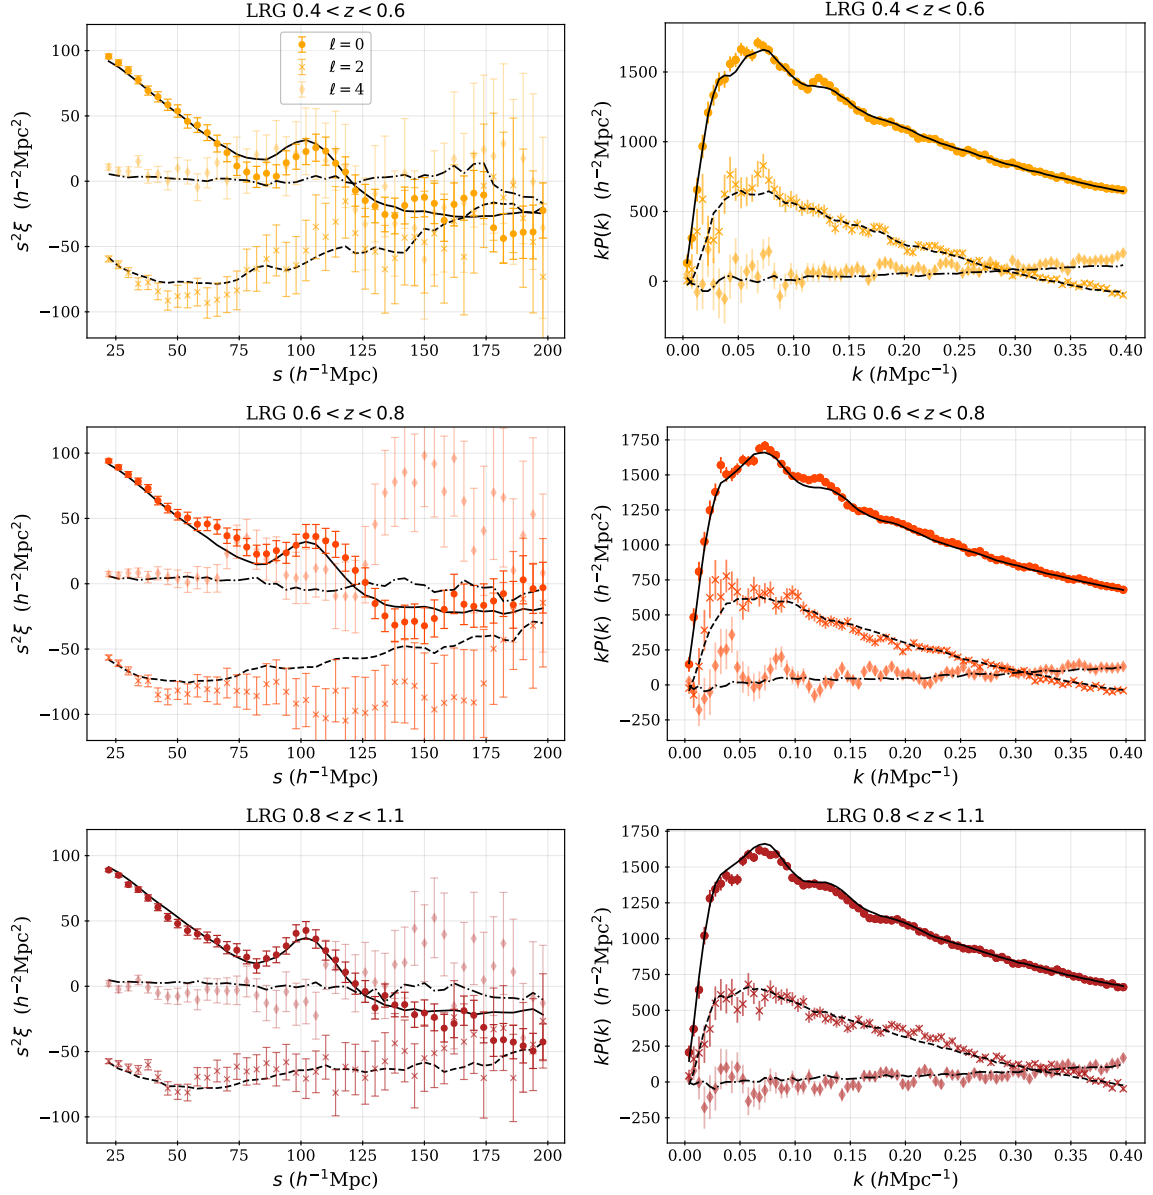 LRG 0.4 < z < 0.6
100
50
0
−50
−100
s²ξ (h⁻²Mpc²)
ℓ = 0
ℓ = 2
ℓ = 4
25 50 75 100 125 150 175 200
s (h⁻¹Mpc)
LRG 0.4 < z < 0.6
1500
1000
500
0
kP(k) (h⁻²Mpc²)
0.00 0.05 0.10 0.15 0.20 0.25 0.30 0.35 0.40
k (hMpc⁻¹)
LRG 0.6 < z < 0.8
100
50
0
−50
−100
s²ξ (h⁻²Mpc²)
25 50 75 100 125 150 175 200
s (h⁻¹Mpc)
LRG 0.6 < z < 0.8
1750
1500
1250
1000
750
500
250
0
−250
kP(k) (h⁻²Mpc²)
0.00 0.05 0.10 0.15 0.20 0.25 0.30 0.35 0.40
k (hMpc⁻¹)
LRG 0.8 < z < 1.1
100
50
0
−50
−100
s²ξ (h⁻²Mpc²)
25 50 75 100 125 150 175 200
s (h⁻¹Mpc)
LRG 0.8 < z < 1.1
1750
1500
1250
1000
750
500
250
0
−250
kP(k) (h⁻²Mpc²)
0.00 0.05 0.10 0.15 0.20 0.25 0.30 0.35 0.40
k (hMpc⁻¹)